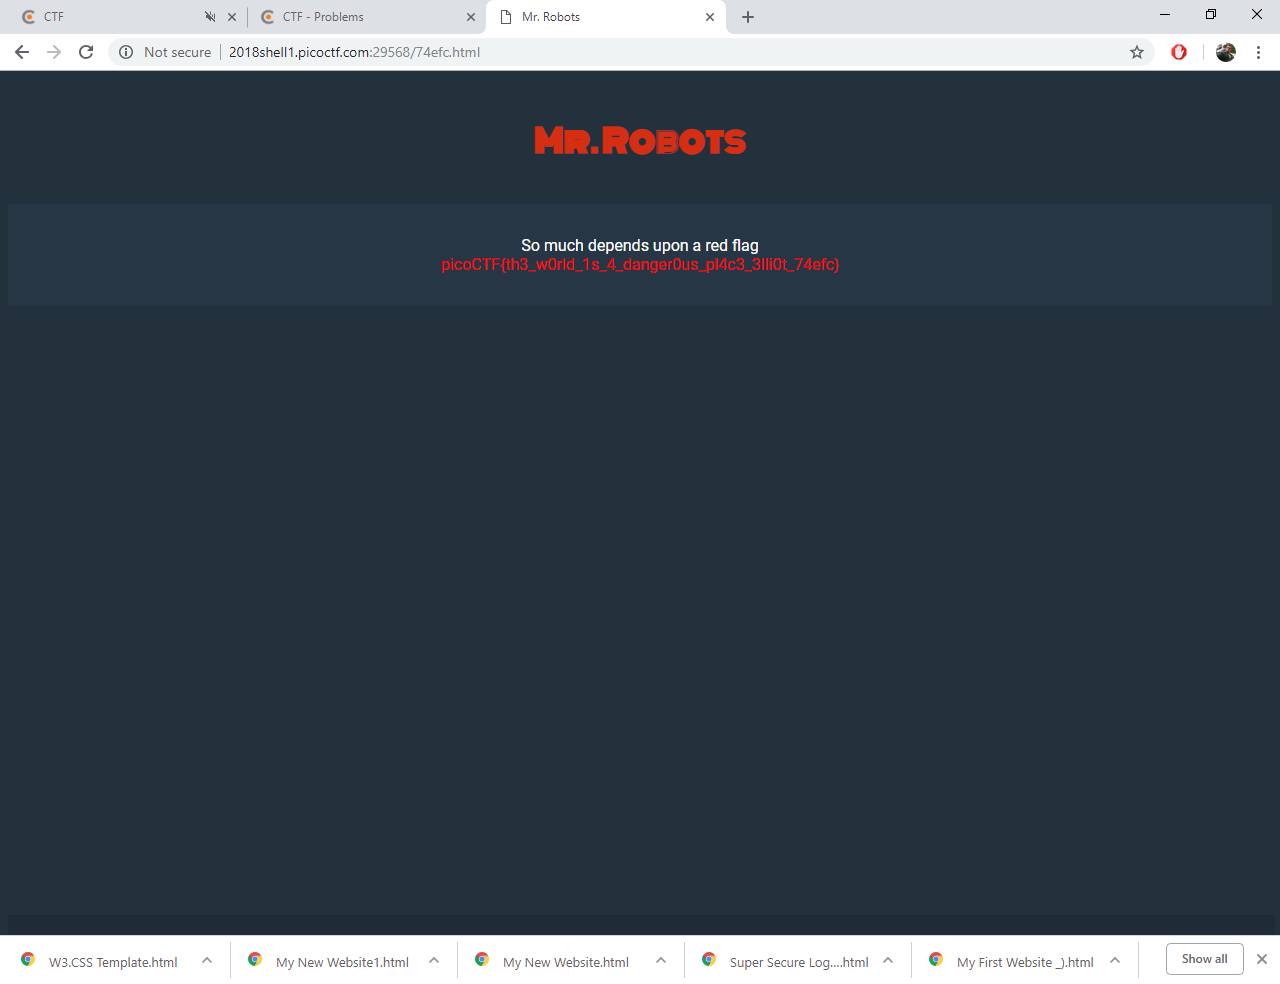 CTF
CTF - Problems
Mr. Robots
Not secure
2018shell1.picoctf.com:29568/74efc.html
Mr.Robots
So much depends upon a red flag
picoCTF{th3_w0rld_1s_4_danger0us_pl4c3_3lli0t_74efc}
W3.CSS Template.html
My New Website1.html
My New Website.html
Super Secure Log....html
My First Website _).html
Show all